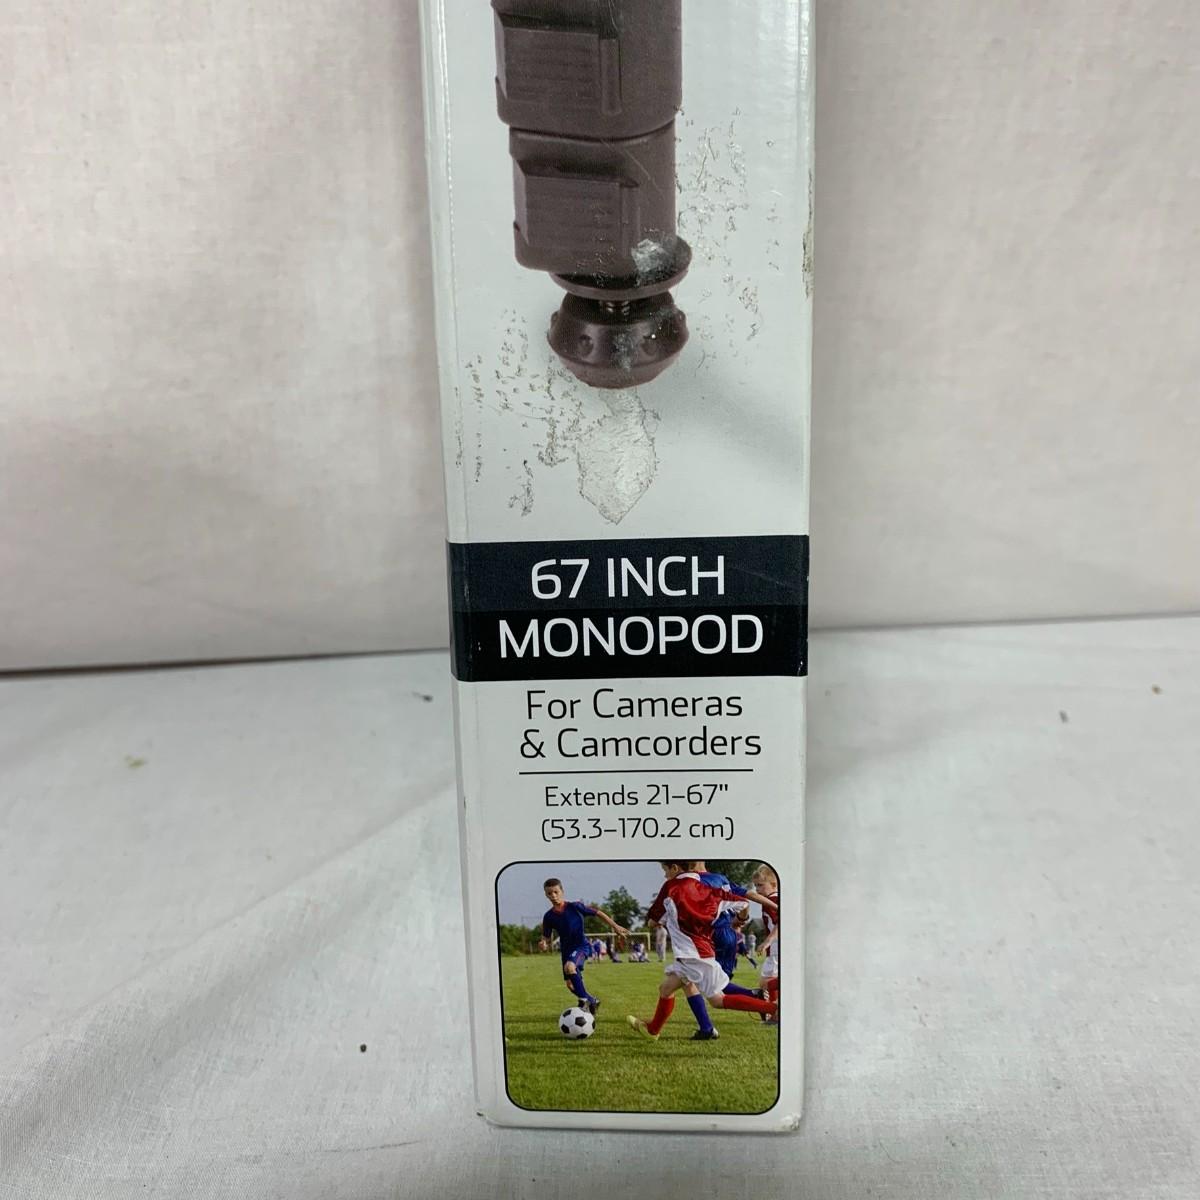 67 INCH
MONOPOD
For Cameras
& Camcorders
Extends 21–67"
(53.3–170.2 cm)